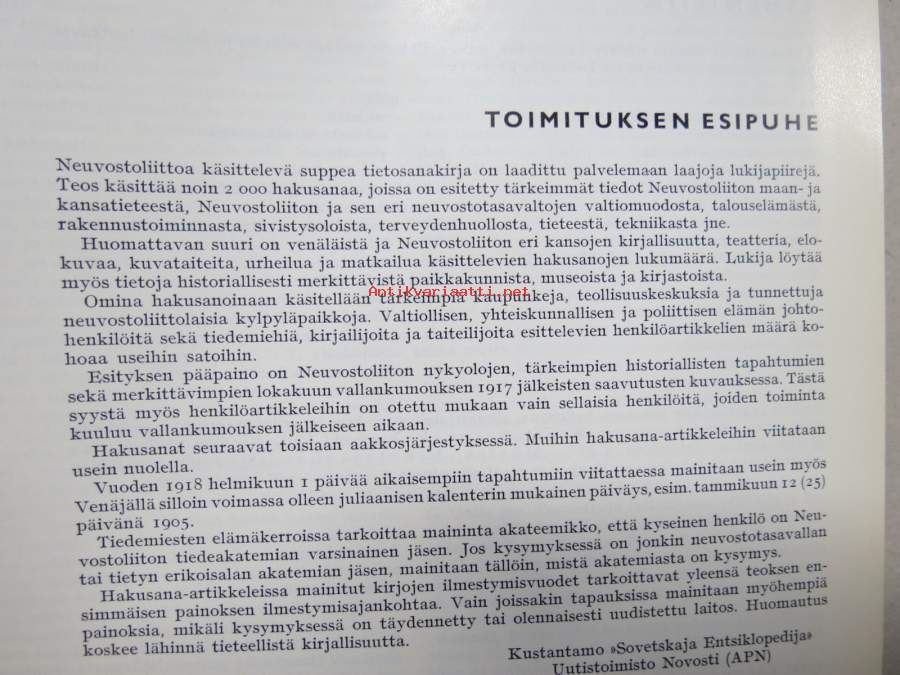 TOIMITUKSEN ESIPUHE
Neuvostoliittoa käsittelevä suppea tietosanakirja on laadittu palvelemaan laajoja lukijapiirejä.
Teos käsittää noin 2 000 hakusanaa, joissa on esitetty tärkeimmät tiedot Neuvostoliiton maan- ja
kansatieteestä, Neuvostoliiton ja sen eri neuvostotasavaltojen valtiomuodosta, talouselämästä,
rakennustoiminnasta, sivistysoloista, terveydenhuollosta, tieteestä, tekniikasta jne.
Huomattavan suuri on venäläistä ja Neuvostoliiton eri kansojen kirjallisuutta, teatteria, elo-
kuvaa, kuvataiteita, urheilua ja matkailua käsittelevien hakusanojen lukumäärä. Lukija löytää
myös tietoja historiallisesti merkittävistä paikkakunnista, museoista ja kirjastoista.
Antikvariaatti.net
Omina hakusanoinaan käsitellään tärkeimpiä kaupunkeja, teollisuuskeskuksia ja tunnettuja
neuvostoliittolaisia kylpyläpaikkoja. Valtiollisen, yhteiskunnallisen ja poliittisen elämän johto-
henkilöitä sekä tiedemiehiä, kirjailijoita ja taiteilijoita esittelevien henkilöartikkelien määrä ko-
hoaa useihin satoihin.
Esityksen pääpaino on Neuvostoliiton nykyolojen, tärkeimpien historiallisten tapahtumien
sekä merkittävimpien lokakuun vallankumouksen 1917 jälkeisten saavutusten kuvauksessa. Tästä
syystä myös henkilöartikkeleihin on otettu mukaan vain sellaisia henkilöitä, joiden toiminta
kuuluu vallankumouksen jälkeiseen aikaan.
Hakusanat seuraavat toisiaan aakkosjärjestyksessä. Muihin hakusana-artikkeleihin viitataan
usein nuolella.
Vuoden 1918 helmikuun 1 päivää aikaisempiin tapahtumiin viitattaessa mainitaan usein myös
Venäjällä silloin voimassa olleen juliaanisen kalenterin mukainen päiväys, esim. tammikuun 12 (25)
päivänä 1905.
Tiedemiesten elämäkerroissa tarkoittaa maininta akateemikko, että kyseinen henkilö on Neu-
vostoliiton tiedeakatemian varsinainen jäsen. Jos kysymyksessä on jonkin neuvostotasavallan
tai tietyn erikoisalan akatemian jäsen, mainitaan tällöin, mistä akatemiasta on kysymys.
Hakusana-artikkeleissa mainitut kirjojen ilmestymisvuodet tarkoittavat yleensä teoksen en-
simmäisen painoksen ilmestymisajankohtaa. Vain joissakin tapauksissa mainitaan myöhempiä
painoksia, mikäli kysymyksessä on täydennetty tai olennaisesti uudistettu laitos. Huomautus
koskee lähinnä tieteellistä kirjallisuutta.
Kustantamo »Sovetskaja Entsiklopedija»
Uutistoimisto Novosti (APN)